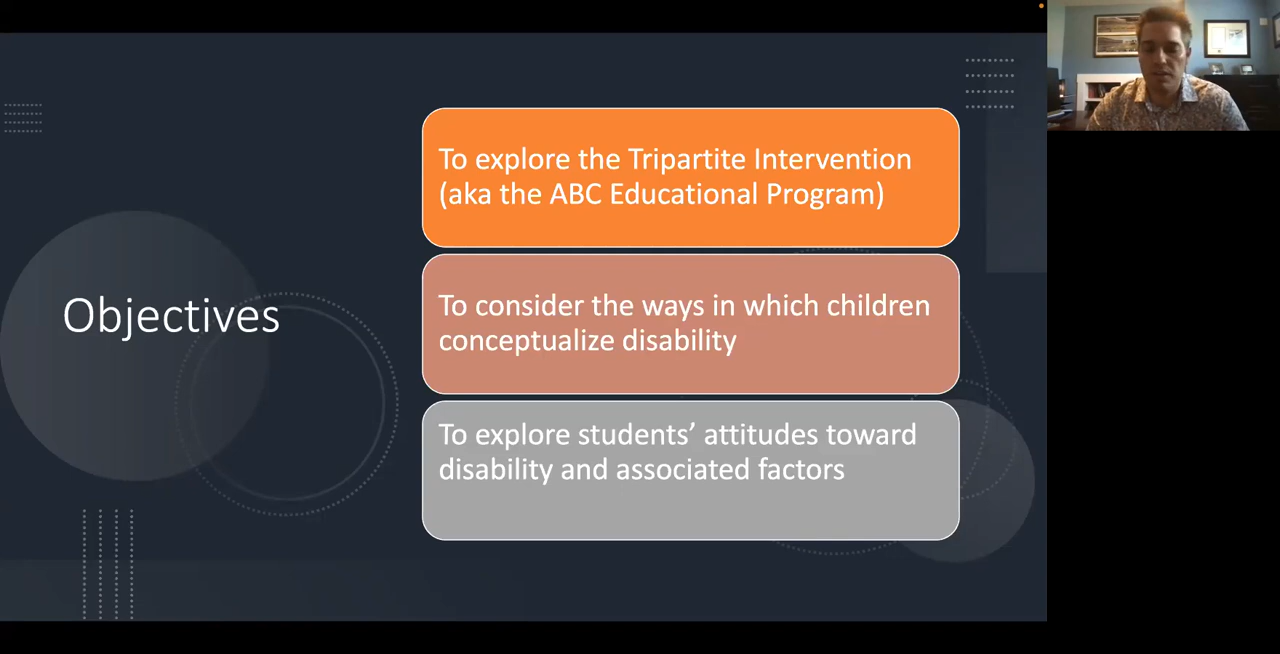 Objectives
To explore the Tripartite Intervention
(aka the ABC Educational Program)
To consider the ways in which children
conceptualize disability
To explore students’ attitudes toward
disability and associated factors